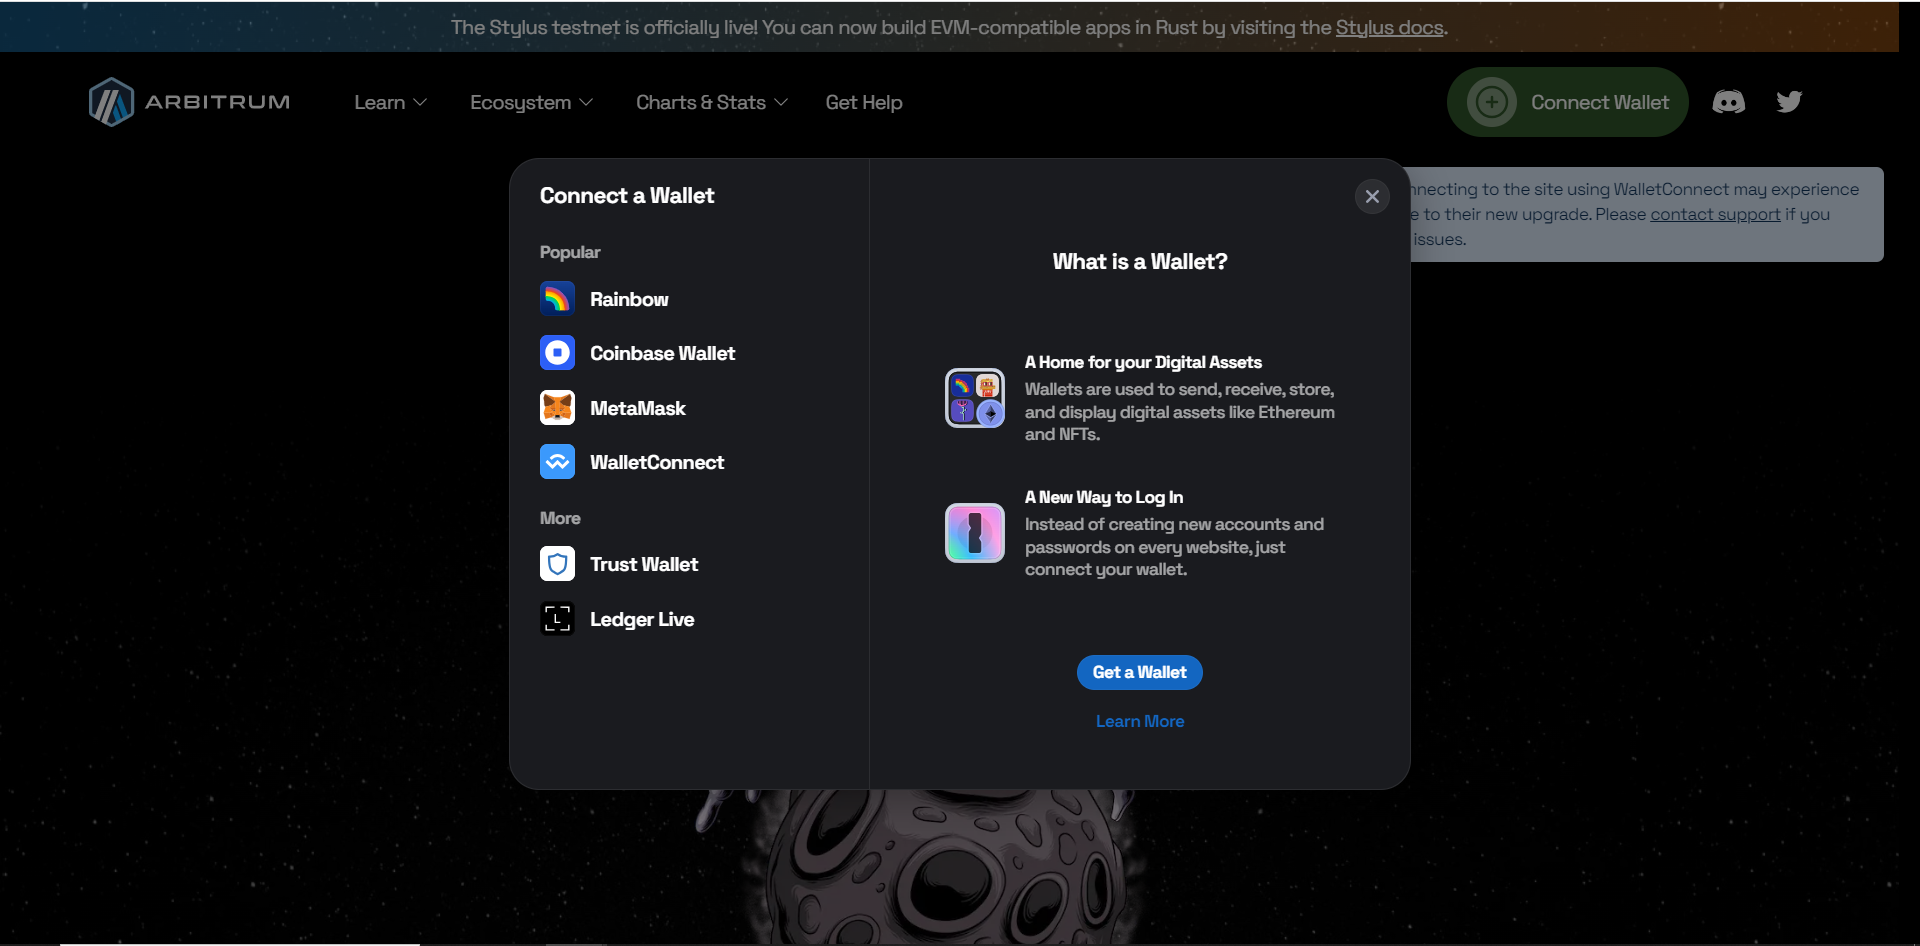 The Stylus testnet is officially live! You can now build EVM-compatible apps in Rust by visiting the Stylus docs.
ARBITRUM
Learn
Ecosystem
Charts & Stats
Get Help
Connect Wallet
Connect a Wallet
Popular
Rainbow
Coinbase Wallet
MetaMask
WalletConnect
More
Trust Wallet
Ledger Live
What is a Wallet?
A Home for your Digital Assets
Wallets are used to send, receive, store,
and display digital assets like Ethereum
and NFTs.
A New Way to Log In
Instead of creating new accounts and
passwords on every website, just
connect your wallet.
Get a Wallet
Learn More
to the site using WalletConnect may experience
to their new upgrade. Please contact support if you
issues.